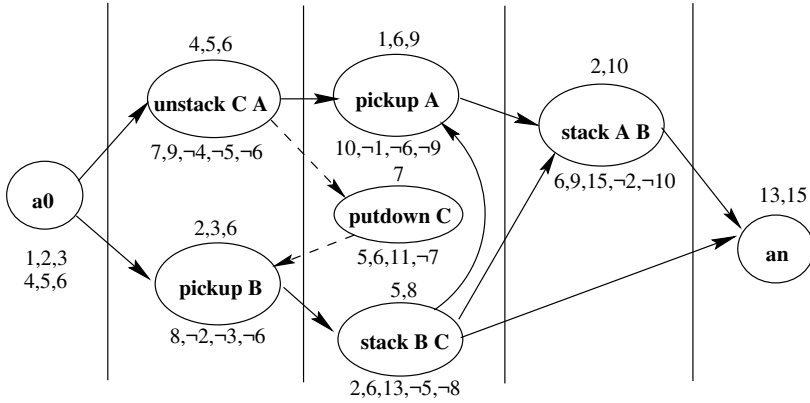 a0
1,2,3
4,5,6
4,5,6
unstack C A
7,9,¬4,¬5,¬6
2,3,6
pickup B
8,¬2,¬3,¬6
1,6,9
pickup A
10,¬1,¬6,¬9
7
putdown C
5,6,11,¬7
5,8
stack B C
2,6,13,¬5,¬8
2,10
stack A B
6,9,15,¬2,¬10
13,15
an